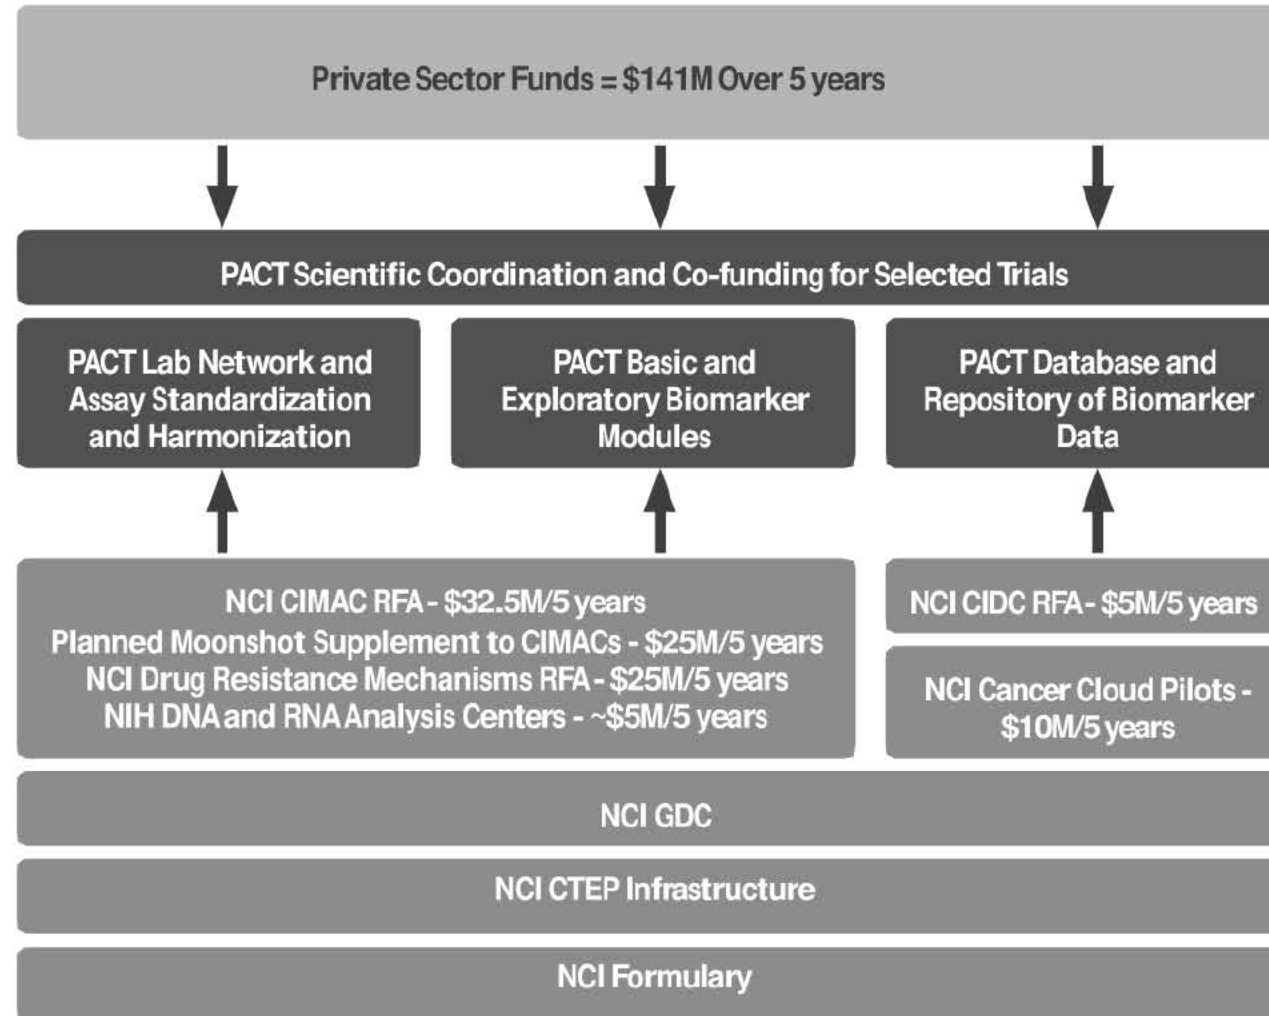 Private Sector Funds = $141M Over 5 years
PACT Scientific Coordination and Co-funding for Selected Trials
PACT Lab Network and
Assay Standardization
and Harmonization
PACT Basic and
Exploratory Biomarker
Modules
PACT Database and
Repository of Biomarker
Data
NCI CIMAC RFA - $32.5M/5 years
Planned Moonshot Supplement to CIMACs - $25M/5 years
NCI Drug Resistance Mechanisms RFA - $25M/5 years
NIH DNA and RNA Analysis Centers - ~$5M/5 years
NCI CIDC RFA - $5M/5 years
NCI Cancer Cloud Pilots -
$10M/5 years
NCI GDC
NCI CTEP Infrastructure
NCI Formulary